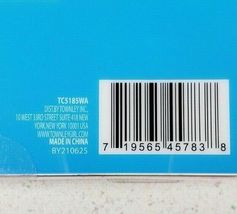 TC5185WA
DIST.BY TOWNLEY, INC.
10 WEST 33RD STREET SUITE 418 NEW
YORK, NEW YORK 10001 USA
WWW.TOWNLEYGIRL.COM
MADE IN CHINA
BY210625
7 19565 45783 8